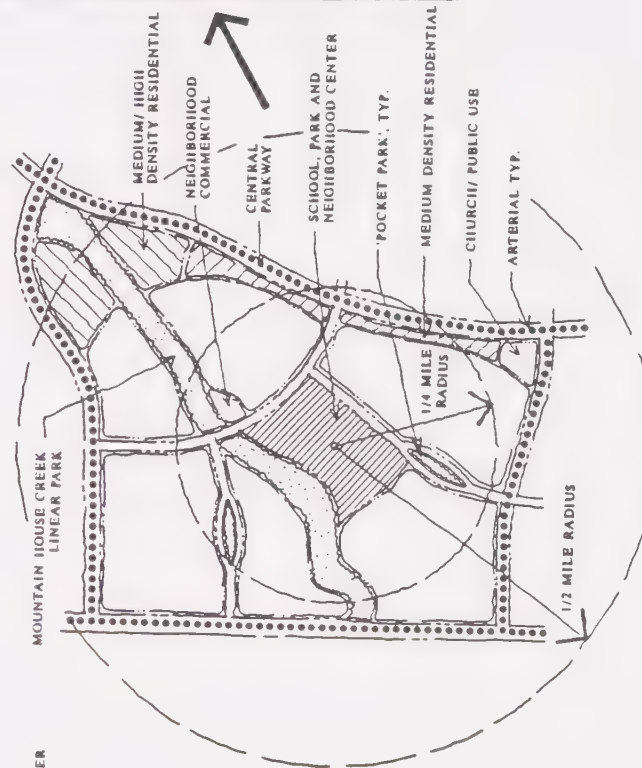 ER
MOUNTAIN HOUSE CREEK
LINEAR PARK
MEDIUM/ HIGH
DENSITY RESIDENTIAL
NEIGHBORHOOD
COMMERCIAL
CENTRAL
PARKWAY
SCHOOL, PARK AND
NEIGHBORHOOD CENTER
'POCKET PARK', TYP.
MEDIUM DENSITY RESIDENTIAL
CHURCH/ PUBLIC USE
ARTERIAL TYP.
1/4 MILE
RADIUS
1/2 MILE RADIUS